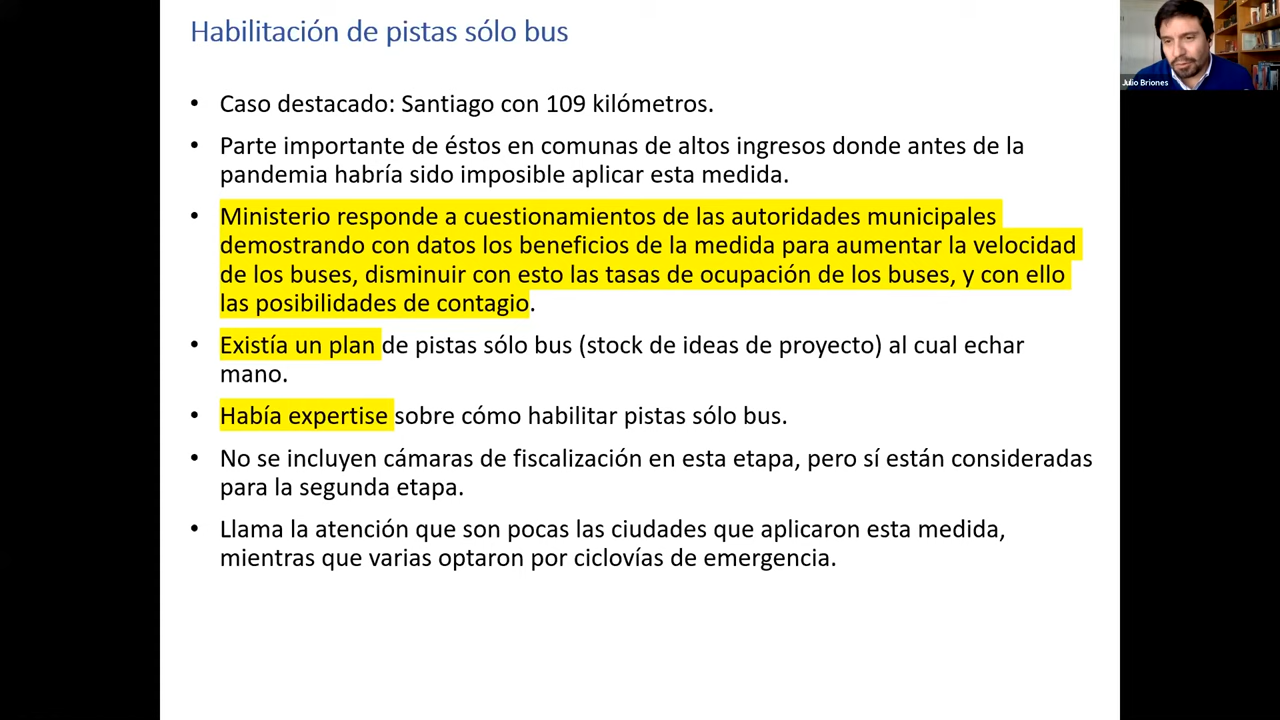 Habilitación de pistas sólo bus
Julio Briones
• Caso destacado: Santiago con 109 kilómetros.
• Parte importante de éstos en comunas de altos ingresos donde antes de la
pandemia habría sido imposible aplicar esta medida.
• Ministerio responde a cuestionamientos de las autoridades municipales
demostrando con datos los beneficios de la medida para aumentar la velocidad
de los buses, disminuir con esto las tasas de ocupación de los buses, y con ello
las posibilidades de contagio.
• Existía un plan de pistas sólo bus (stock de ideas de proyecto) al cual echar
mano.
• Había expertise sobre cómo habilitar pistas sólo bus.
• No se incluyen cámaras de fiscalización en esta etapa, pero sí están consideradas
para la segunda etapa.
• Llama la atención que son pocas las ciudades que aplicaron esta medida,
mientras que varias optaron por ciclovías de emergencia.